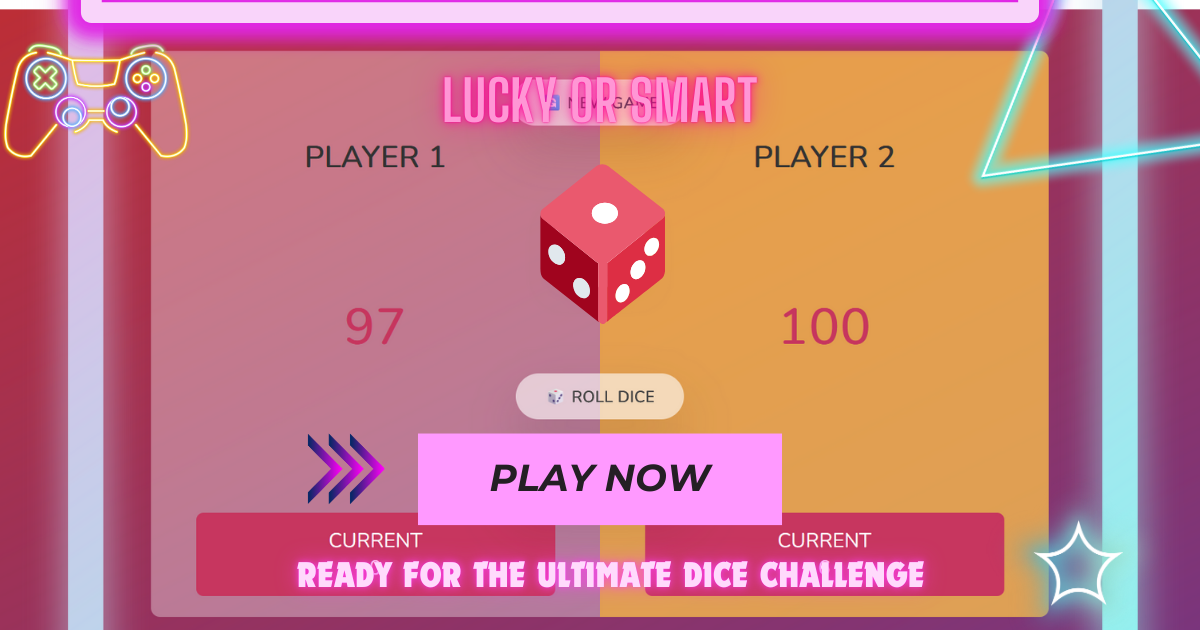 LUCKY OR SMART
NEW GAME
PLAYER 1
PLAYER 2
97
100
ROLL DICE
PLAY NOW
CURRENT
CURRENT
READY FOR THE ULTIMATE DICE CHALLENGE